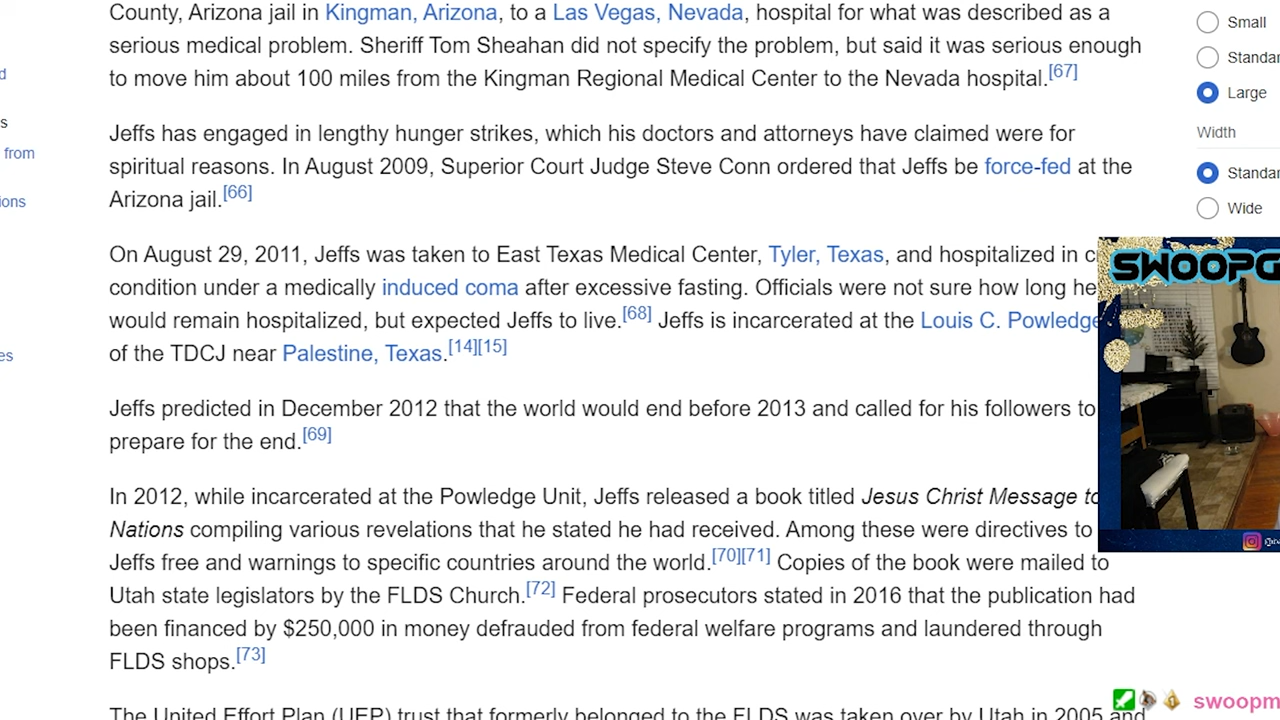 County, Arizona jail in Kingman, Arizona, to a Las Vegas, Nevada, hospital for what was described as a
serious medical problem. Sheriff Tom Sheahan did not specify the problem, but said it was serious enough
to move him about 100 miles from the Kingman Regional Medical Center to the Nevada hospital.[67]
Jeffs has engaged in lengthy hunger strikes, which his doctors and attorneys have claimed were for
spiritual reasons. In August 2009, Superior Court Judge Steve Conn ordered that Jeffs be force-fed at the
Arizona jail.[66]
On August 29, 2011, Jeffs was taken to East Texas Medical Center, Tyler, Texas, and hospitalized in c
condition under a medically induced coma after excessive fasting. Officials were not sure how long he
would remain hospitalized, but expected Jeffs to live.[68] Jeffs is incarcerated at the Louis C. Powledge
of the TDCJ near Palestine, Texas.[14][15]
Jeffs predicted in December 2012 that the world would end before 2013 and called for his followers to
prepare for the end.[69]
In 2012, while incarcerated at the Powledge Unit, Jeffs released a book titled Jesus Christ Message to
Nations compiling various revelations that he stated he had received. Among these were directives to
Jeffs free and warnings to specific countries around the world.[70][71] Copies of the book were mailed to
Utah state legislators by the FLDS Church.[72] Federal prosecutors stated in 2016 that the publication had
been financed by $250,000 in money defrauded from federal welfare programs and laundered through
FLDS shops.[73]
The United Effort Plan (UEP) trust that formerly belonged to the FLDS was taken over by Utah in 2005 and
d
s
from
ions
es
Small
Standar
Large
Width
Standar
Wide
SWOOPG
swoopm